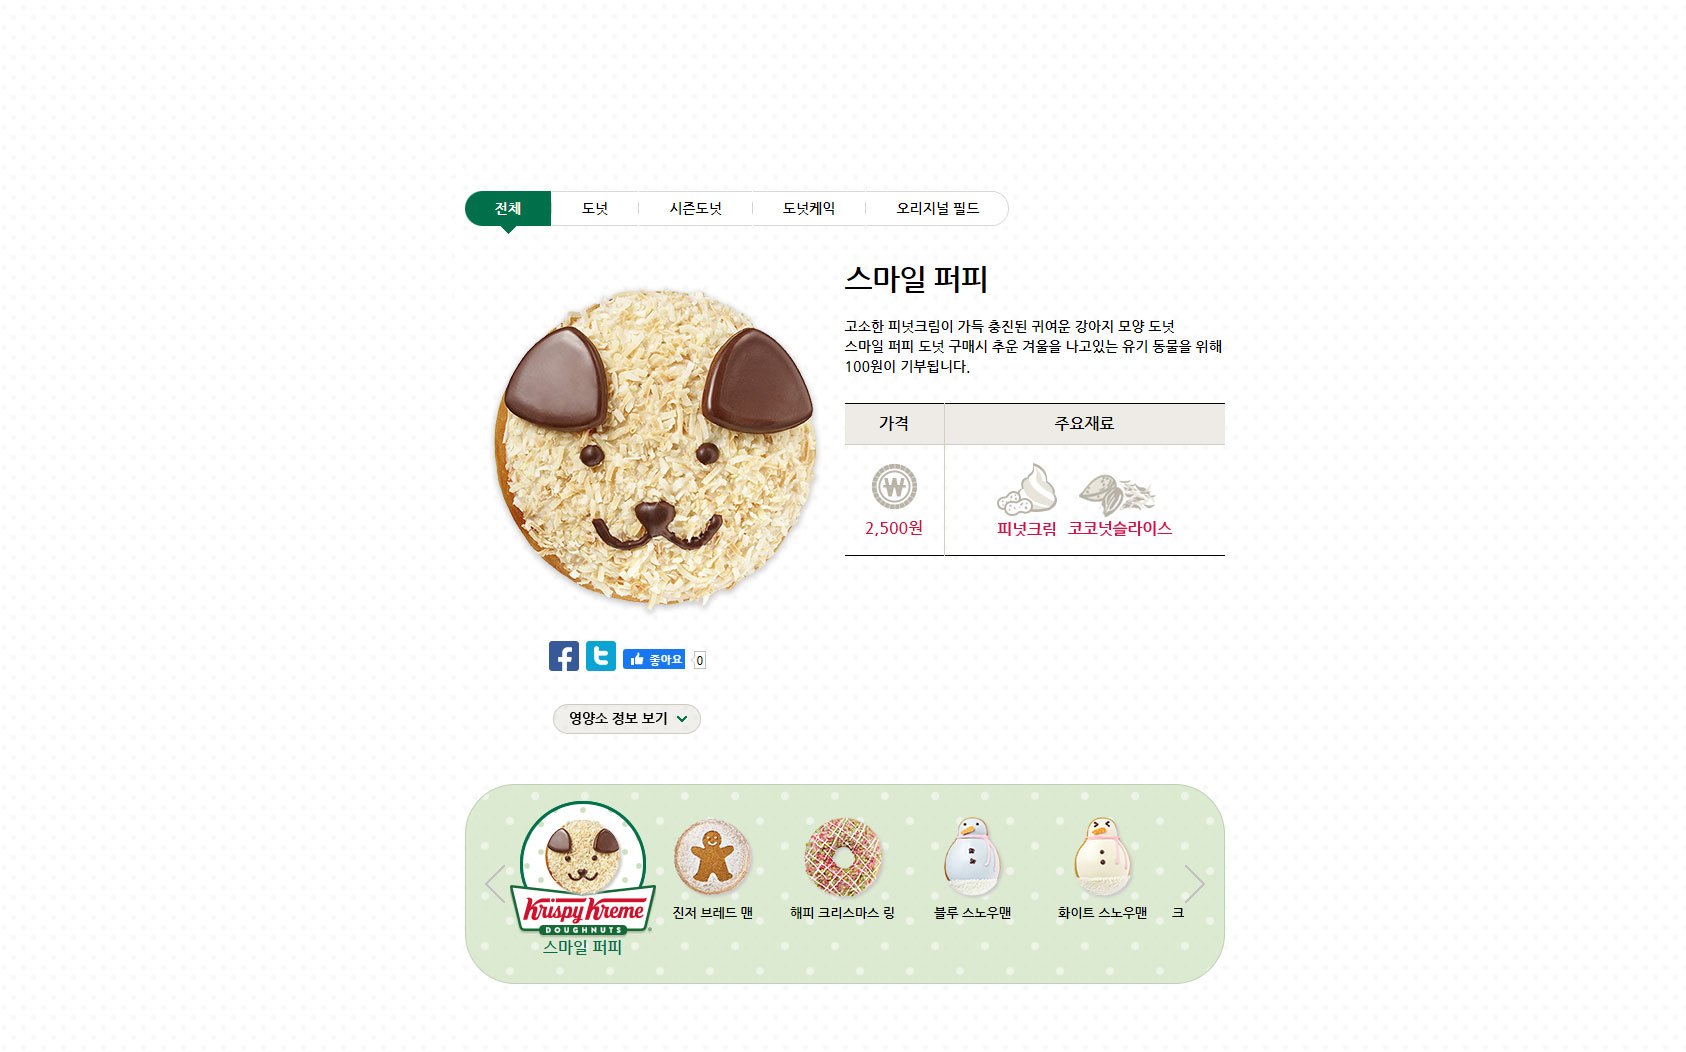 전체
도넛
시즌도넛
도넛케익
오리지널 필드
스마일 퍼피
고소한 피넛크림이 가득 충진된 귀여운 강아지 모양 도넛
스마일 퍼피 도넛 구매시 추운 겨울을 나고있는 유기 동물을 위해
100원이 기부됩니다.
가격
주요재료
2,500원
피넛크림
코코넛슬라이스
좋아요
0
영양소 정보 보기
Krispy Kreme
DOUGHNUTS
스마일 퍼피
진저 브레드 맨
해피 크리스마스 링
블루 스노우맨
화이트 스노우맨
크